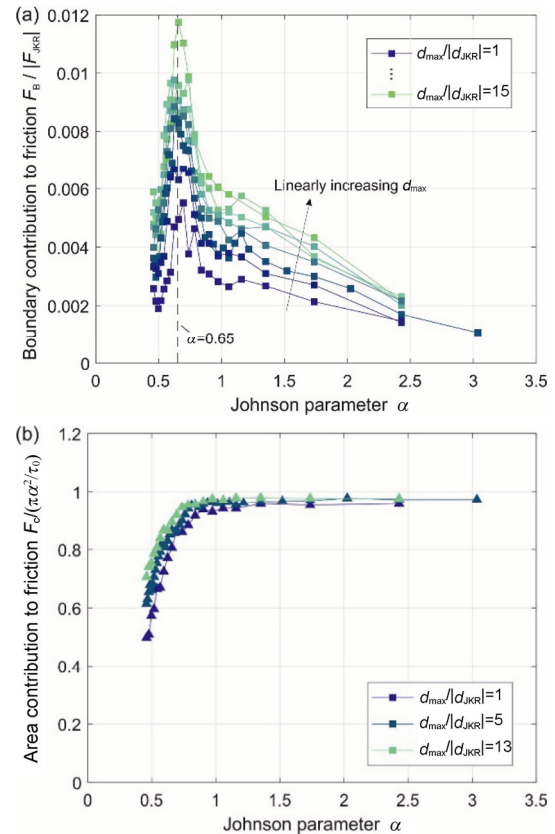 (a)
0.012
0.01
0.008
0.006
0.004
0.002
0
Boundary contribution to friction F_B / |F_JKR|
d_max/|d_JKR|=1
⋮
d_max/|d_JKR|=15
Linearly increasing d_max
α=0.65
0 0.5 1 1.5 2 2.5 3 3.5
Johnson parameter α
(b)
1.2
1
0.8
0.6
0.4
0.2
0
Area contribution to friction F_c/(πα²/τ₀)
d_max/|d_JKR|=1
d_max/|d_JKR|=5
d_max/|d_JKR|=13
0 0.5 1 1.5 2 2.5 3 3.5
Johnson parameter α